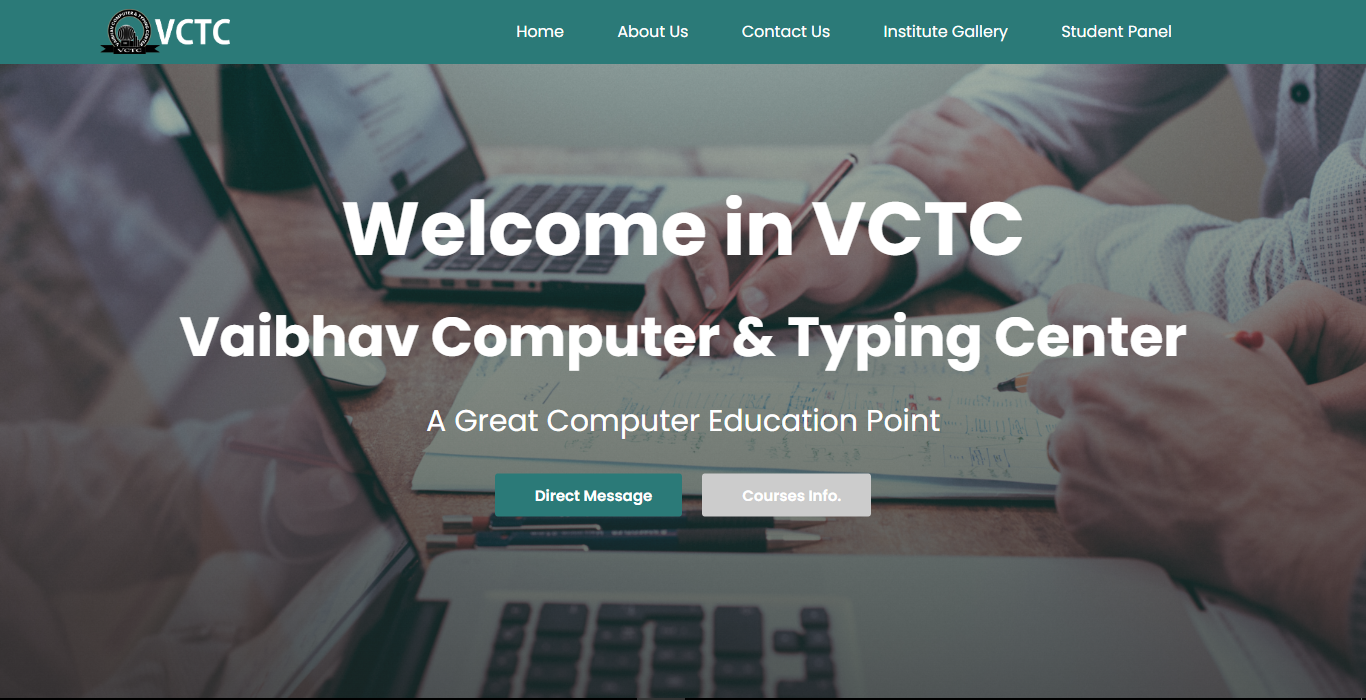 VCTC
VCTC
Home
About Us
Contact Us
Institute Gallery
Student Panel
Welcome in VCTC
Vaibhav Computer & Typing Center
A Great Computer Education Point
Direct Message
Courses Info.